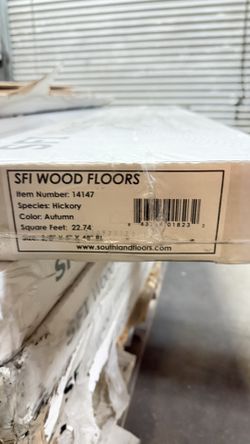 SFI WOOD FLOORS
Item Number: 14147
Species: Hickory
Color: Autumn
Square Feet: 22.74
www.southlandfloors.com